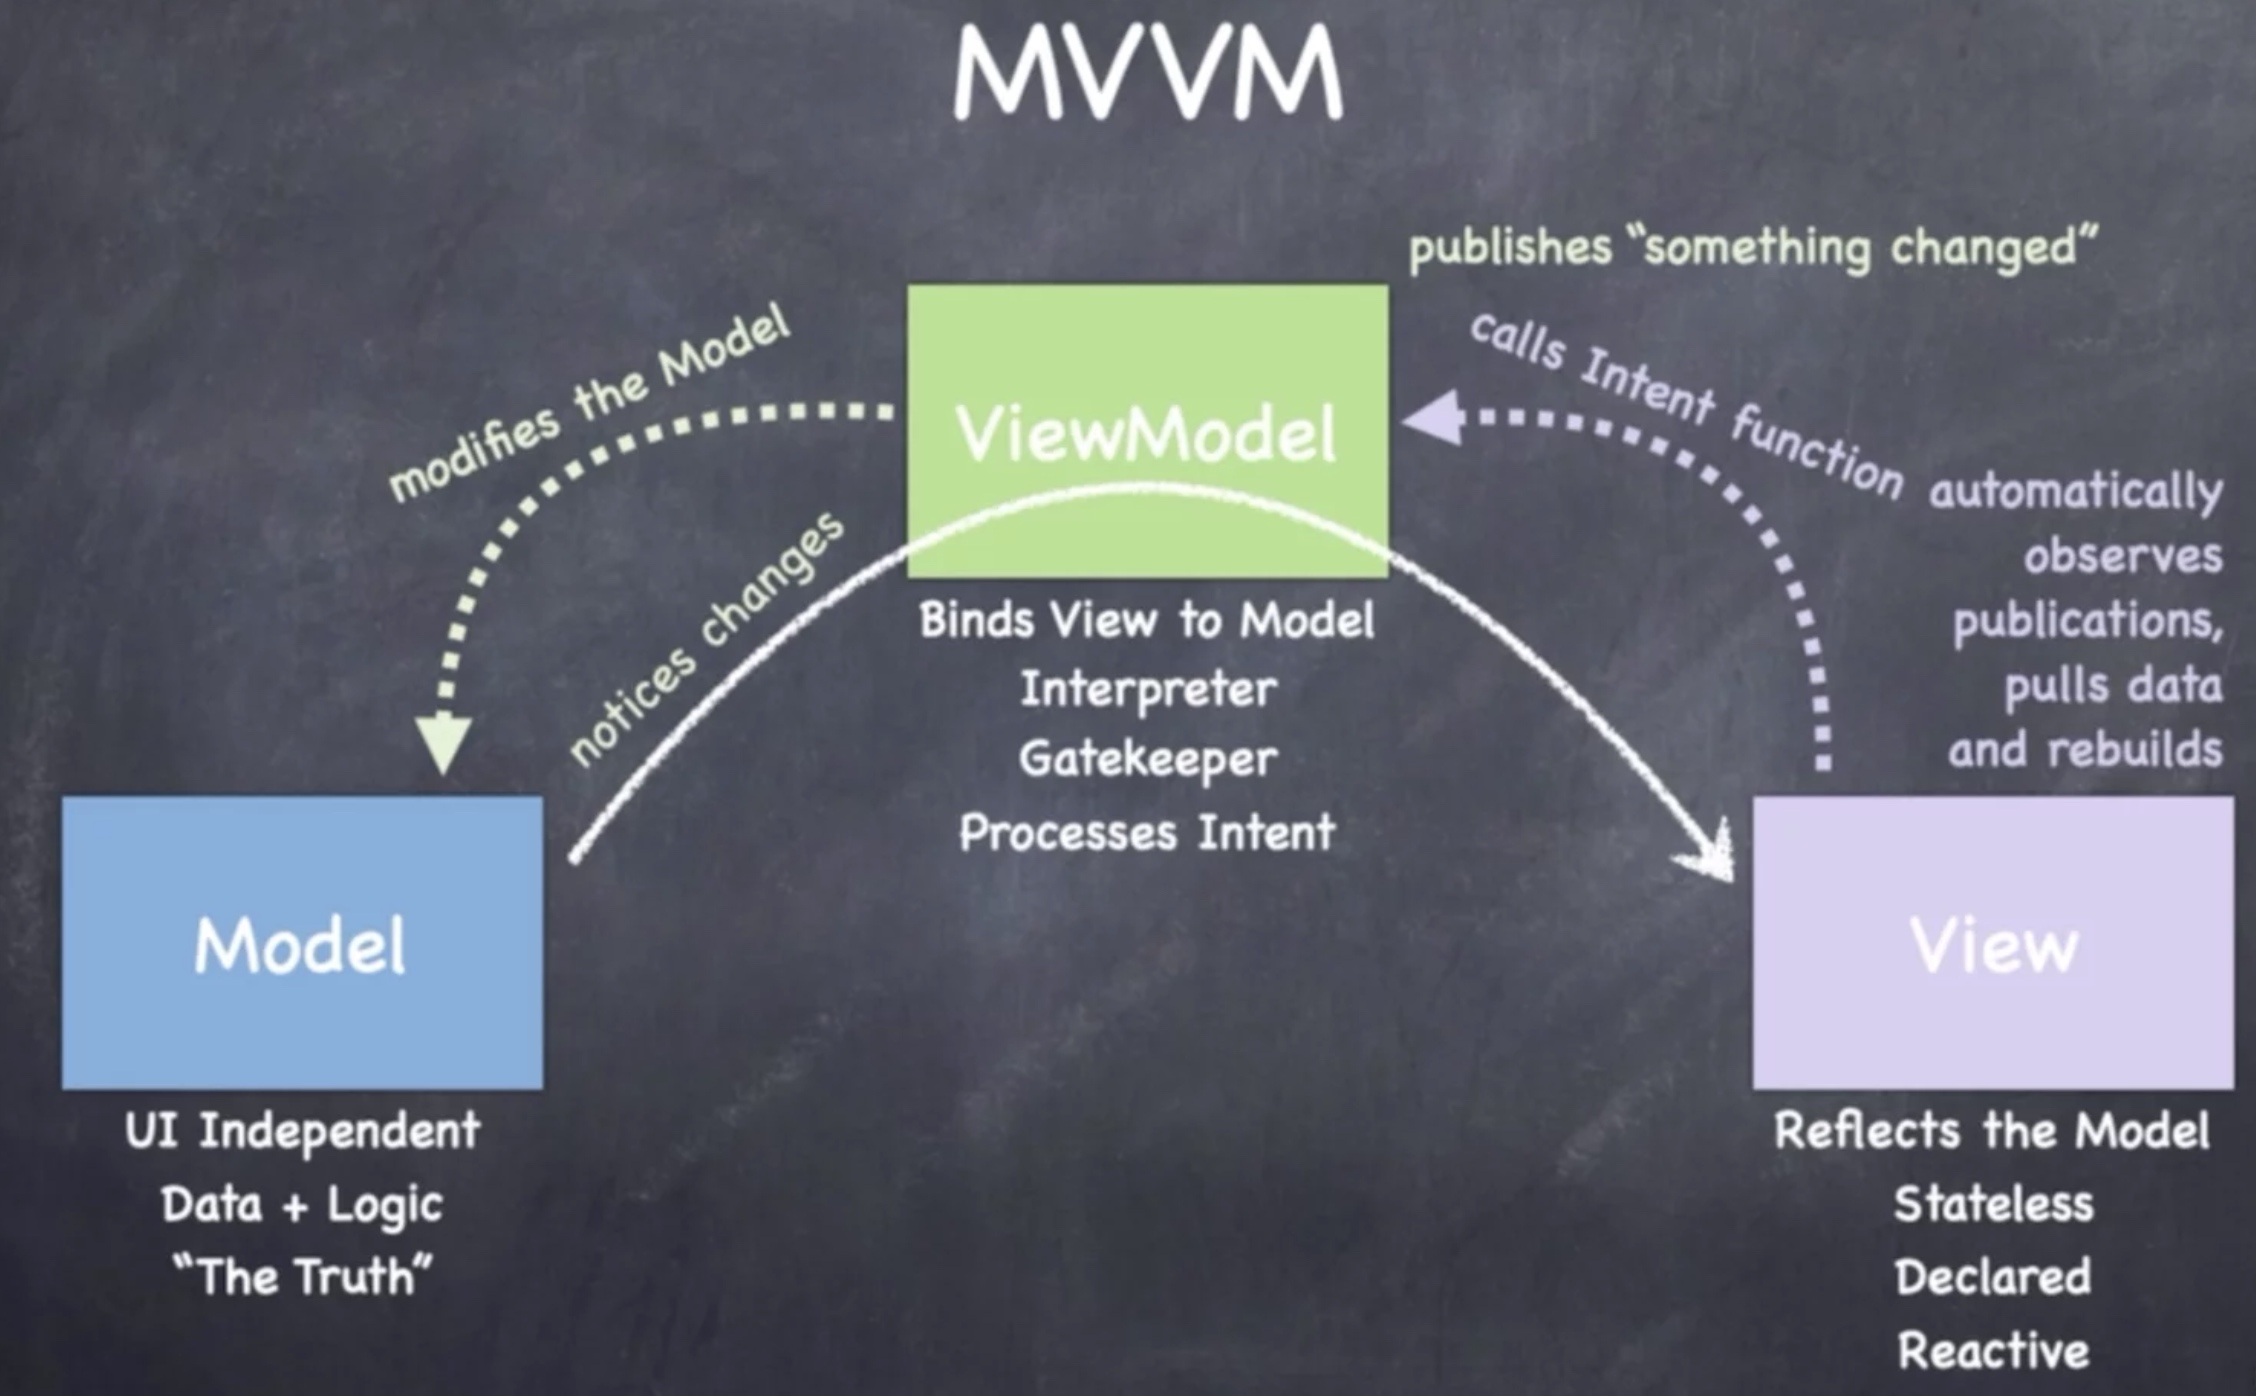 MVVM
publishes “something changed”
calls Intent function
modifies the Model
ViewModel
notices changes
automatically
observes
publications,
pulls data
and rebuilds
Binds View to Model
Interpreter
Gatekeeper
Processes Intent
Model
UI Independent
Data + Logic
“The Truth”
View
Reflects the Model
Stateless
Declared
Reactive